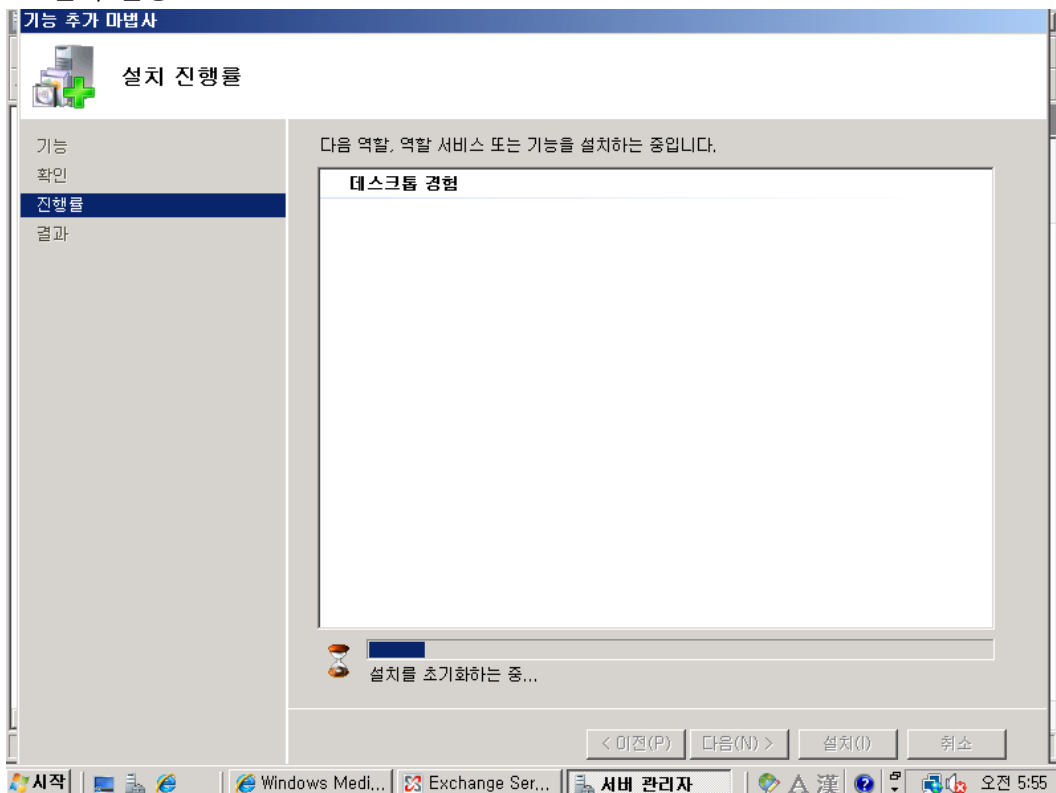 기능 추가 마법사
설치 진행률
기능
확인
진행률
결과
다음 역할, 역할 서비스 또는 기능을 설치하는 중입니다.
데스크톱 경험
설치를 초기화하는 중...
< 이전(P)
다음(N) >
설치(I)
취소
시작
Windows Medi...
Exchange Ser...
서버 관리자
A 漢
오전 5:55